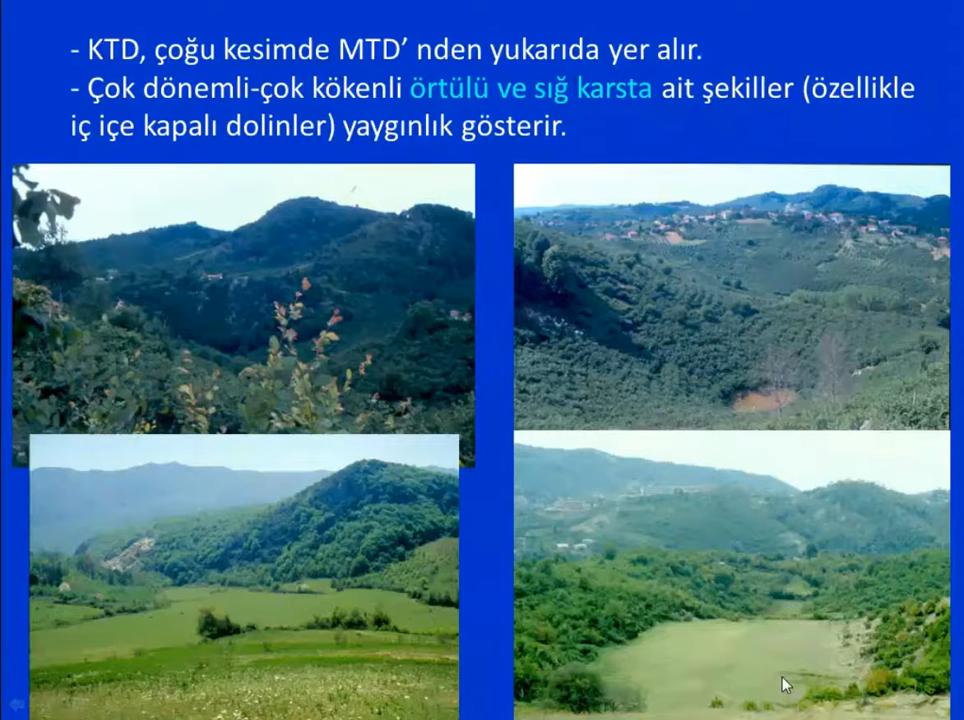 - KTD, çoğu kesimde MTD’ nden yukarıda yer alır.
- Çok dönemli-çok kökenli örtülü ve sığ karsta ait şekiller (özellikle
iç içe kapalı dolinler) yaygınlık gösterir.